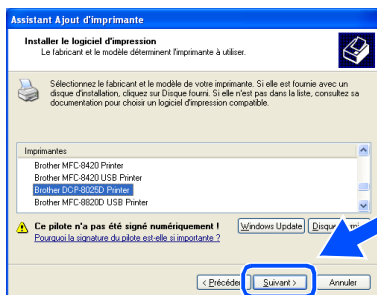 Assistant Ajout d'imprimante
Installer le logiciel d'impression
Le fabricant et le modèle déterminent l'imprimante à utiliser.
Sélectionnez le fabricant et le modèle de votre imprimante. Si elle est fournie avec un
disque d'installation, cliquez sur Disque fourni. Si elle n'est pas dans la liste, consultez sa
documentation pour choisir un logiciel d'impression compatible.
Imprimantes
Brother MFC-8420 Printer
Brother MFC-8420 USB Printer
Brother DCP-8025D Printer
Brother MFC-8820D USB Printer
Ce pilote n'a pas été signé numériquement !
Windows Update
Pourquoi la signature du pilote est-elle si importante ?
Suivant >
Annuler